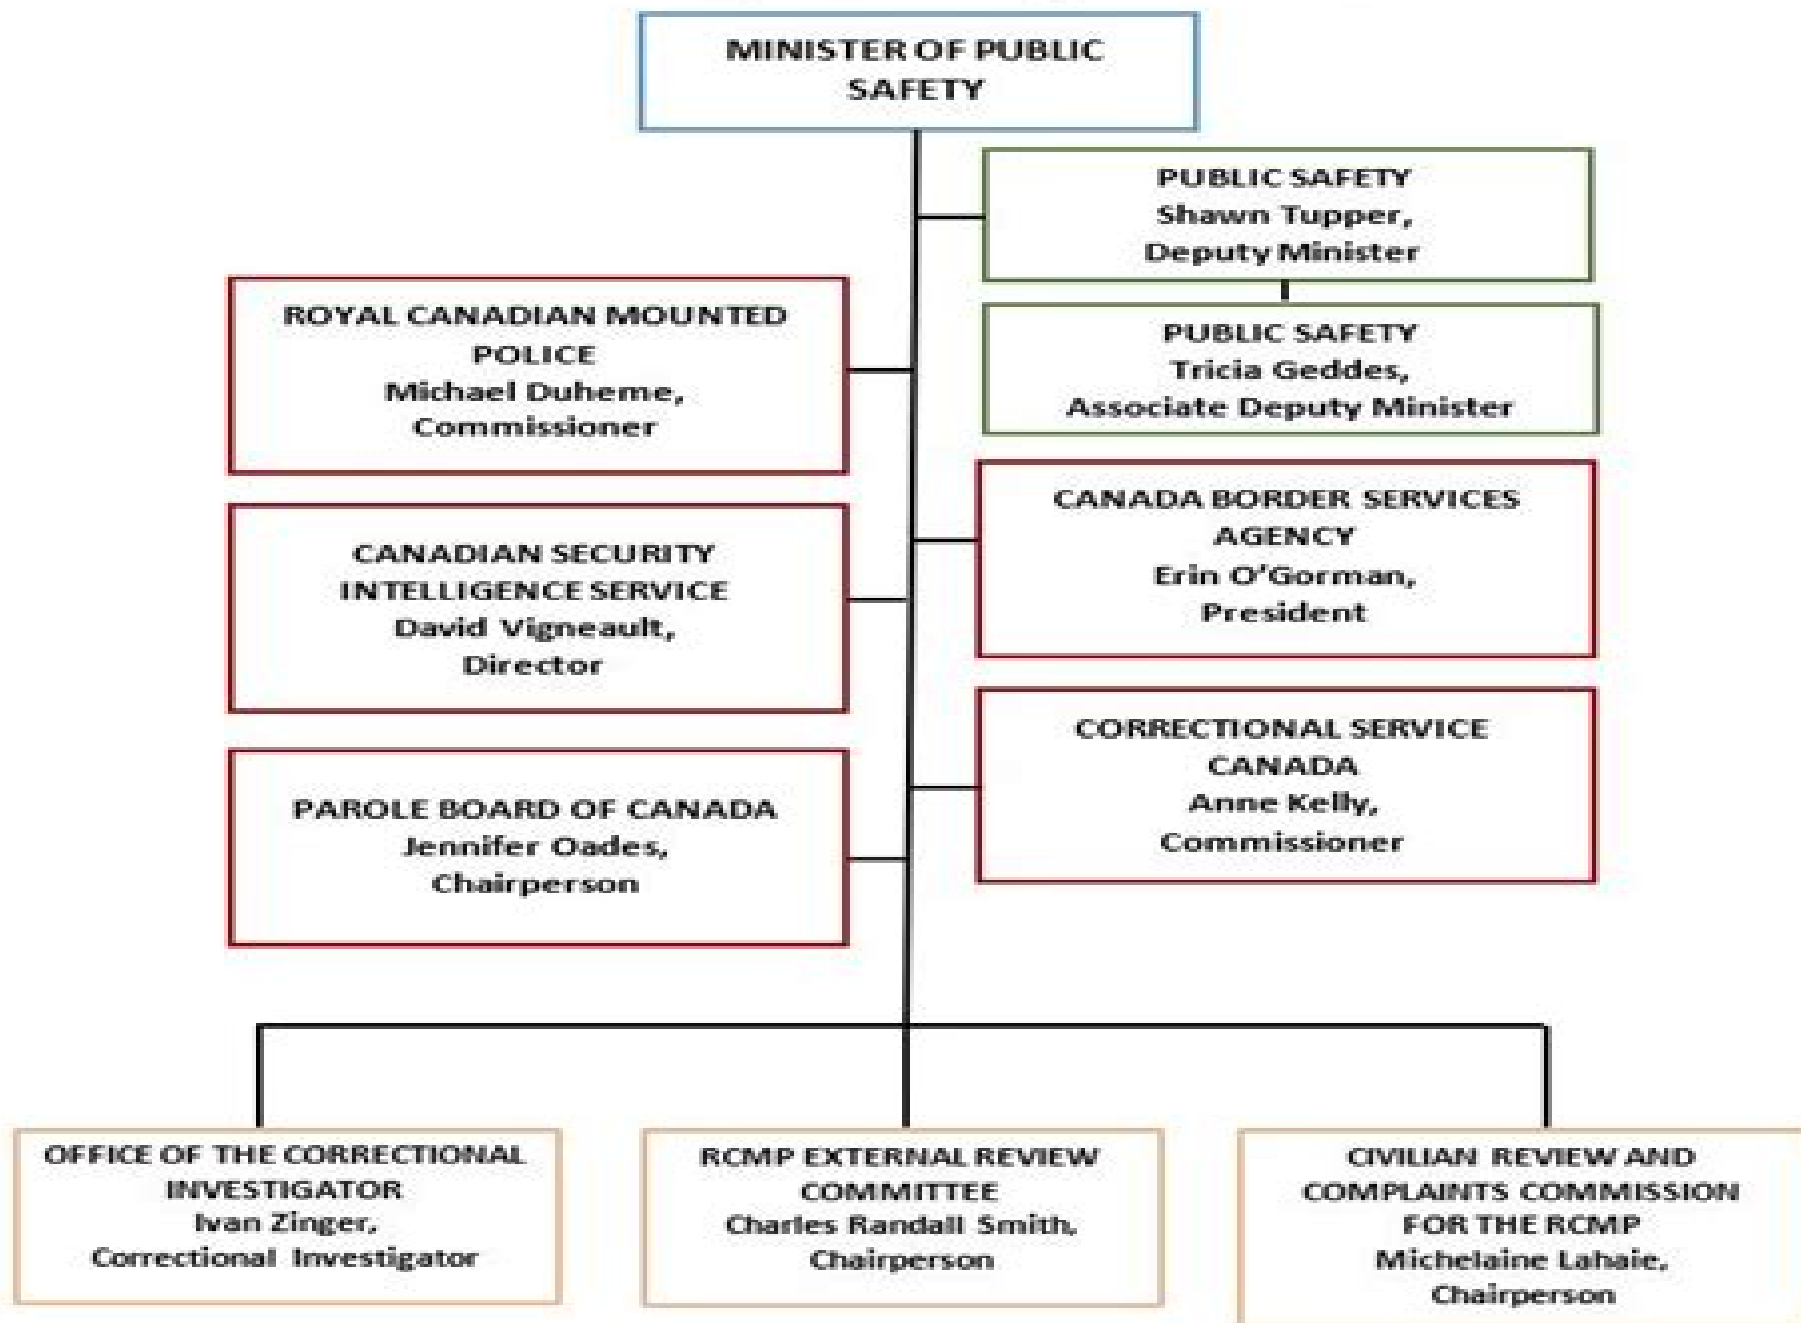 MINISTER OF PUBLIC
SAFETY
PUBLIC SAFETY
Shawn Tupper,
Deputy Minister
PUBLIC SAFETY
Tricia Geddes,
Associate Deputy Minister
ROYAL CANADIAN MOUNTED
POLICE
Michael Duheme,
Commissioner
CANADA BORDER SERVICES
AGENCY
Erin O'Gorman,
President
CANADIAN SECURITY
INTELLIGENCE SERVICE
David Vigneault,
Director
CORRECTIONAL SERVICE
CANADA
Anne Kelly,
Commissioner
PAROLE BOARD OF CANADA
Jennifer Oades,
Chairperson
OFFICE OF THE CORRECTIONAL
INVESTIGATOR
Ivan Zinger,
Correctional Investigator
RCMP EXTERNAL REVIEW
COMMITTEE
Charles Randall Smith,
Chairperson
CIVILIAN REVIEW AND
COMPLAINTS COMMISSION
FOR THE RCMP
Michelaine Lahaie,
Chairperson